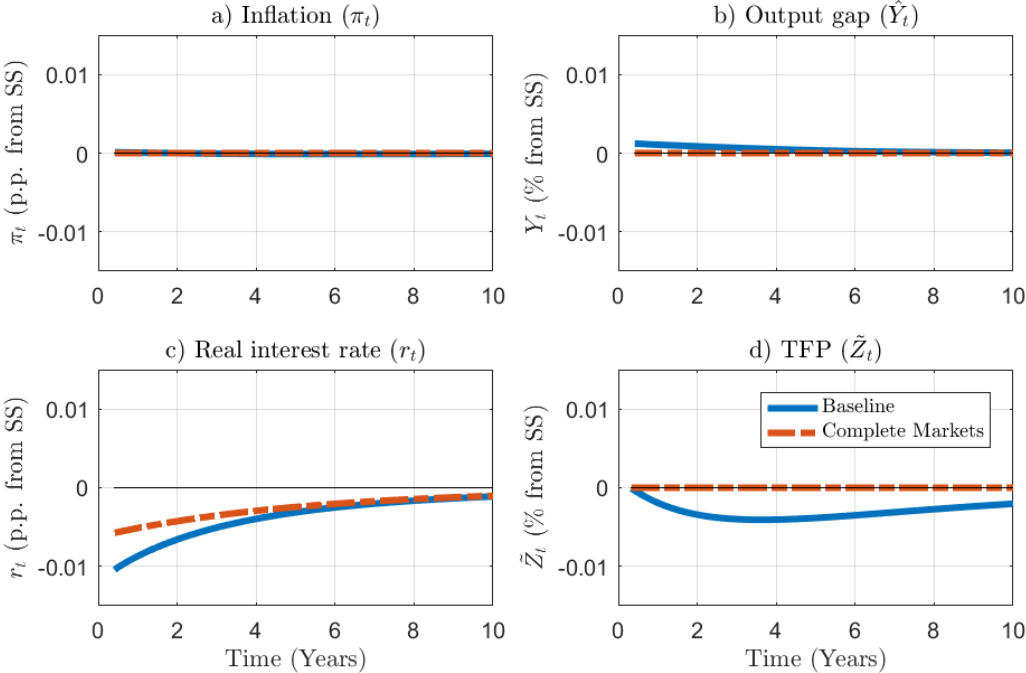 a) Inflation (πₜ)
πₜ (p.p. from SS)
0.01
0
-0.01
0 2 4 6 8 10
b) Output gap (Ŷₜ)
Yₜ (% from SS)
0.01
0
-0.01
0 2 4 6 8 10
c) Real interest rate (rₜ)
rₜ (p.p. from SS)
0.01
0
-0.01
0 2 4 6 8 10
Time (Years)
d) TFP (Z̃ₜ)
Z̃ₜ (% from SS)
0.01
0
-0.01
Baseline
Complete Markets
0 2 4 6 8 10
Time (Years)